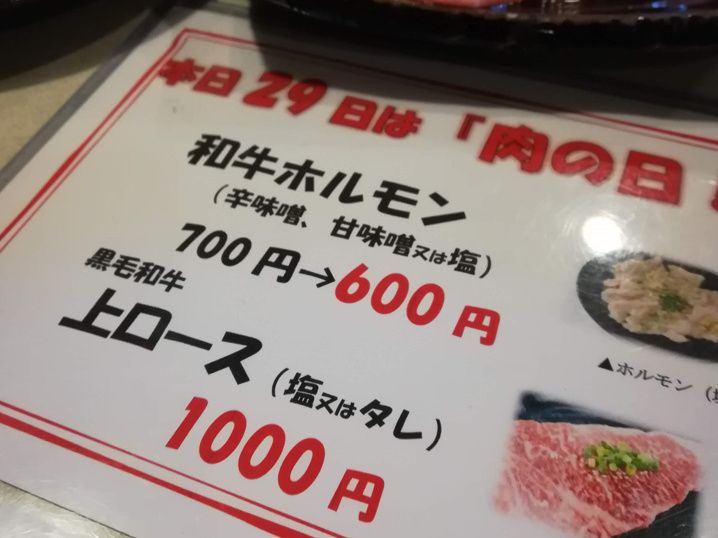 本日29日は「肉の日
和牛ホルモン
（辛味噌、甘味噌又は塩）
700円→600円
黒毛和牛
上ロース（塩又はタレ）
1000円
▲ホルモン（